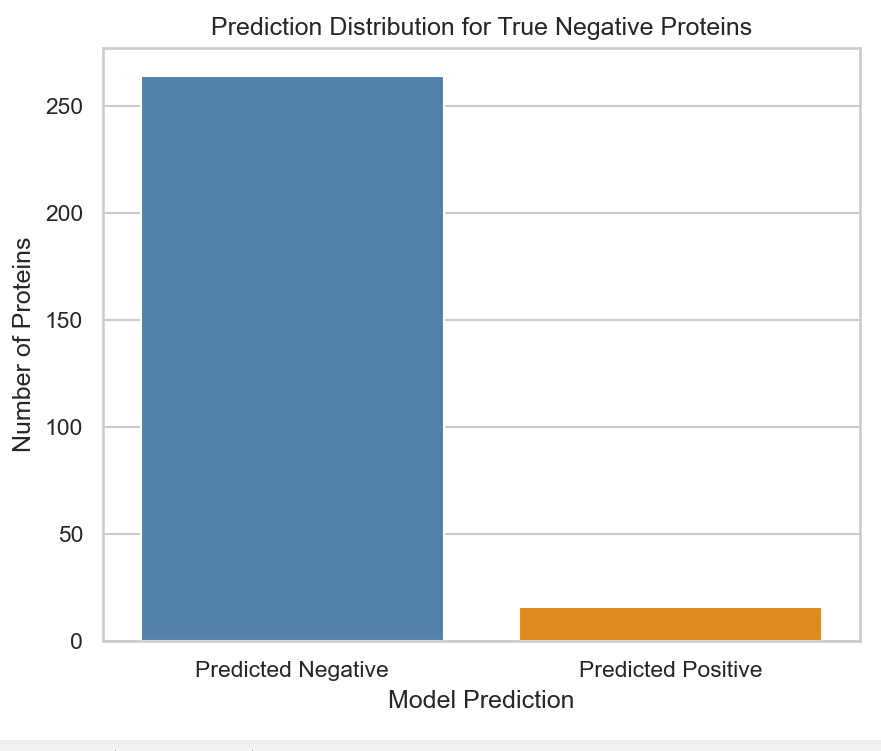 Prediction Distribution for True Negative Proteins
250
200
150
100
50
0
Number of Proteins
Predicted Negative
Predicted Positive
Model Prediction